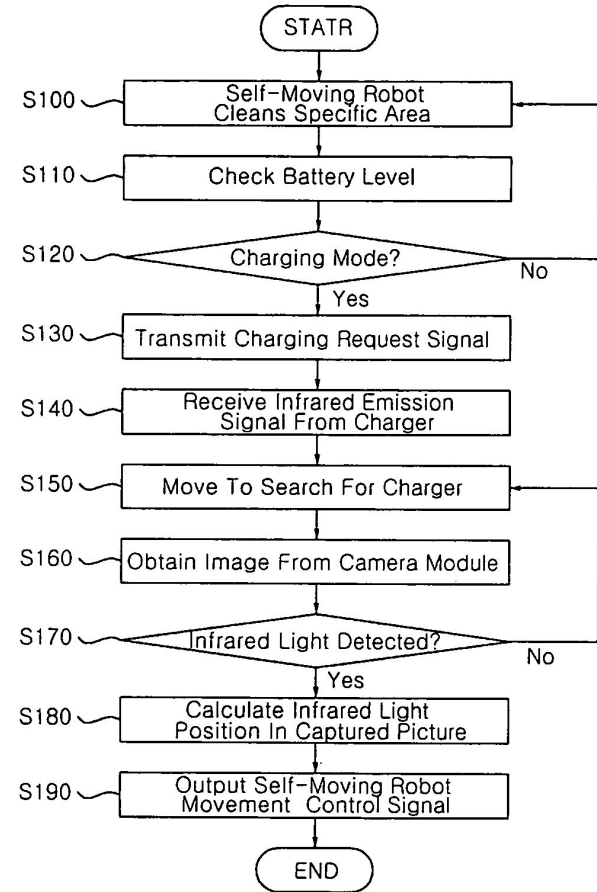 STATR
S100
Self-Moving Robot
Cleans Specific Area
S110
Check Battery Level
S120
Charging Mode?
No
Yes
S130
Transmit Charging Request Signal
S140
Receive Infrared Emission
Signal From Charger
S150
Move To Search For Charger
S160
Obtain Image From Camera Module
S170
Infrared Light Detected?
No
Yes
S180
Calculate Infrared Light
Position In Captured Picture
S190
Output Self-Moving Robot
Movement Control Signal
END